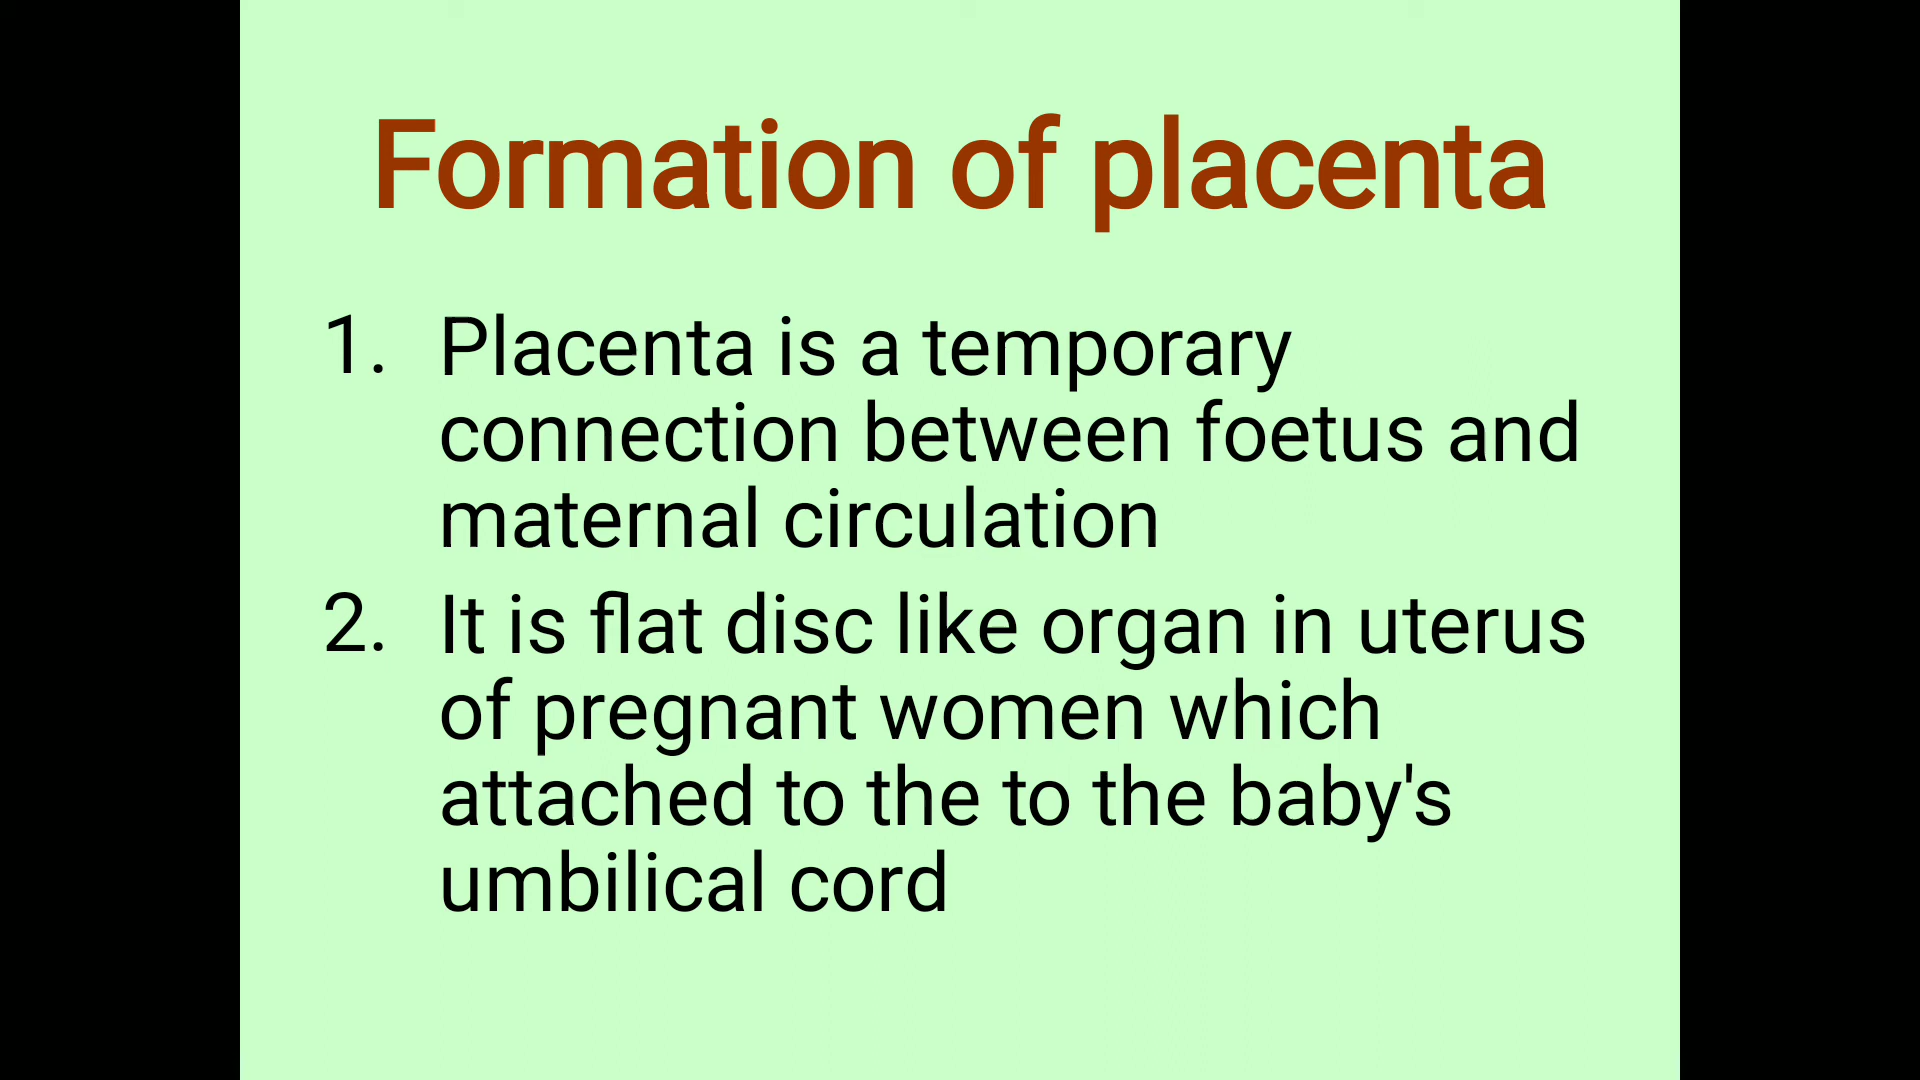 Formation of placenta
1. Placenta is a temporary
connection between foetus and
maternal circulation
2. It is flat disc like organ in uterus
of pregnant women which
attached to the to the baby's
umbilical cord